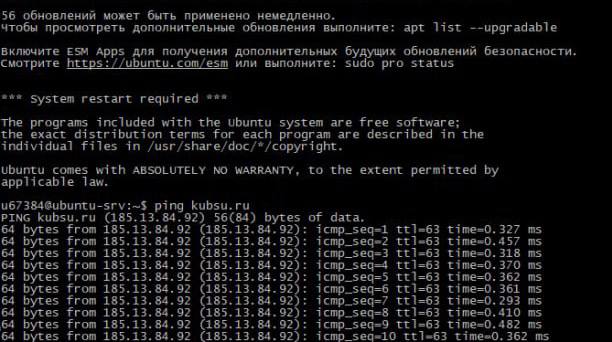 56 обновлений может быть применено немедленно.
Чтобы просмотреть дополнительные обновления выполните: apt list --upgradable
Включите ESM Apps для получения дополнительных будущих обновлений безопасности.
Смотрите https://ubuntu.com/esm или выполните: sudo pro status
*** System restart required ***
The programs included with the Ubuntu system are free software;
the exact distribution terms for each program are described in the
individual files in /usr/share/doc/*/copyright.
Ubuntu comes with ABSOLUTELY NO WARRANTY, to the extent permitted by
applicable law.
u67384@ubuntu-srv:~$ ping kubsu.ru
PING kubsu.ru (185.13.84.92) 56(84) bytes of data.
64 bytes from 185.13.84.92 (185.13.84.92): icmp_seq=1 ttl=63 time=0.327 ms
64 bytes from 185.13.84.92 (185.13.84.92): icmp_seq=2 ttl=63 time=0.457 ms
64 bytes from 185.13.84.92 (185.13.84.92): icmp_seq=3 ttl=63 time=0.318 ms
64 bytes from 185.13.84.92 (185.13.84.92): icmp_seq=4 ttl=63 time=0.370 ms
64 bytes from 185.13.84.92 (185.13.84.92): icmp_seq=5 ttl=63 time=0.362 ms
64 bytes from 185.13.84.92 (185.13.84.92): icmp_seq=6 ttl=63 time=0.361 ms
64 bytes from 185.13.84.92 (185.13.84.92): icmp_seq=7 ttl=63 time=0.293 ms
64 bytes from 185.13.84.92 (185.13.84.92): icmp_seq=8 ttl=63 time=0.410 ms
64 bytes from 185.13.84.92 (185.13.84.92): icmp_seq=9 ttl=63 time=0.482 ms
64 bytes from 185.13.84.92 (185.13.84.92): icmp_seq=10 ttl=63 time=0.362 ms